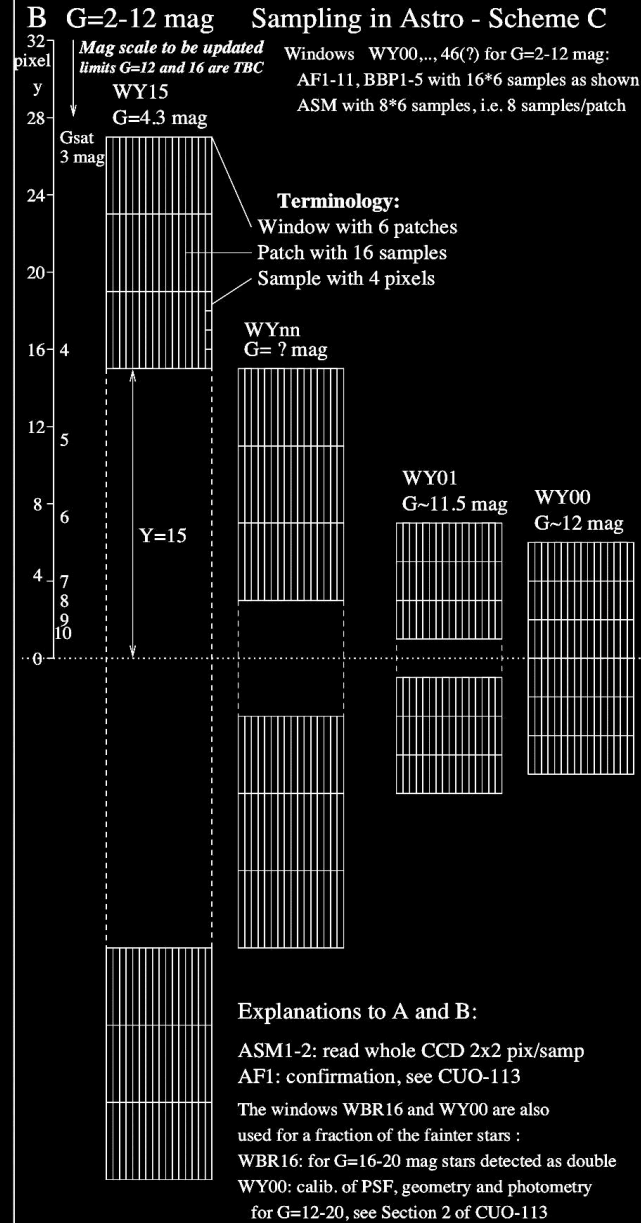 B G=2-12 mag Sampling in Astro - Scheme C
32
pixel
y
28
24
20
16
12
8
4
0
Mag scale to be updated
limits G=12 and 16 are TBC
Windows WY00,.., 46(?) for G=2-12 mag:
AF1-11, BBP1-5 with 16*6 samples as shown
ASM with 8*6 samples, i.e. 8 samples/patch
Gsat
3 mag
4
5
6
7
8
9
10
WY15
G=4.3 mag
Terminology:
Window with 6 patches
Patch with 16 samples
Sample with 4 pixels
WYnn
G= ? mag
WY01
G~11.5 mag
WY00
G~12 mag
Y=15
Explanations to A and B:
ASM1-2: read whole CCD 2x2 pix/samp
AF1: confirmation, see CUO-113
The windows WBR16 and WY00 are also
used for a fraction of the fainter stars :
WBR16: for G=16-20 mag stars detected as double
WY00: calib. of PSF, geometry and photometry
for G=12-20, see Section 2 of CUO-113